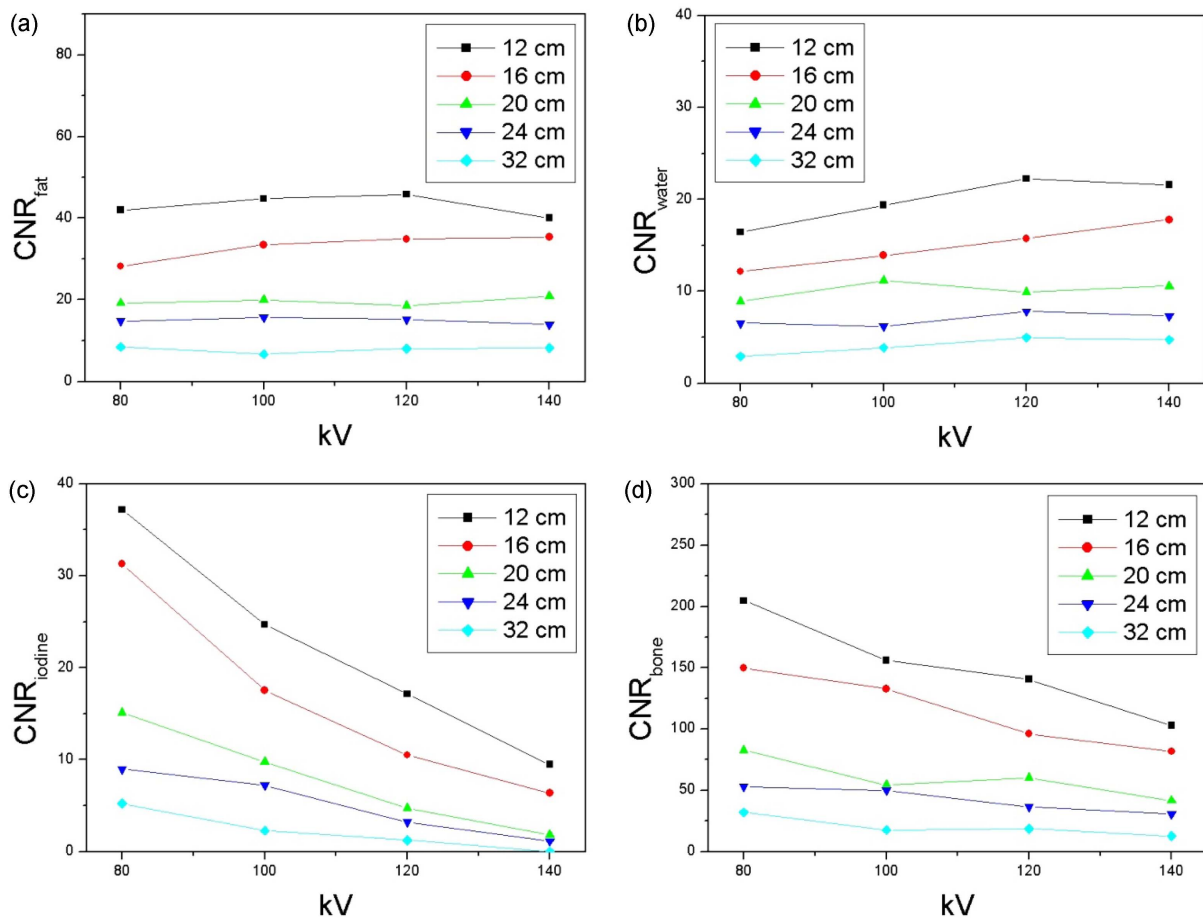 (a)
80
60
40
20
0
CNRfat
12 cm
16 cm
20 cm
24 cm
32 cm
80 100 120 140
kV
(b)
40
30
20
10
0
CNRwater
12 cm
16 cm
20 cm
24 cm
32 cm
80 100 120 140
kV
(c)
40
30
20
10
0
CNRiodine
12 cm
16 cm
20 cm
24 cm
32 cm
80 100 120 140
kV
(d)
300
250
200
150
100
50
0
CNRbone
12 cm
16 cm
20 cm
24 cm
32 cm
80 100 120 140
kV